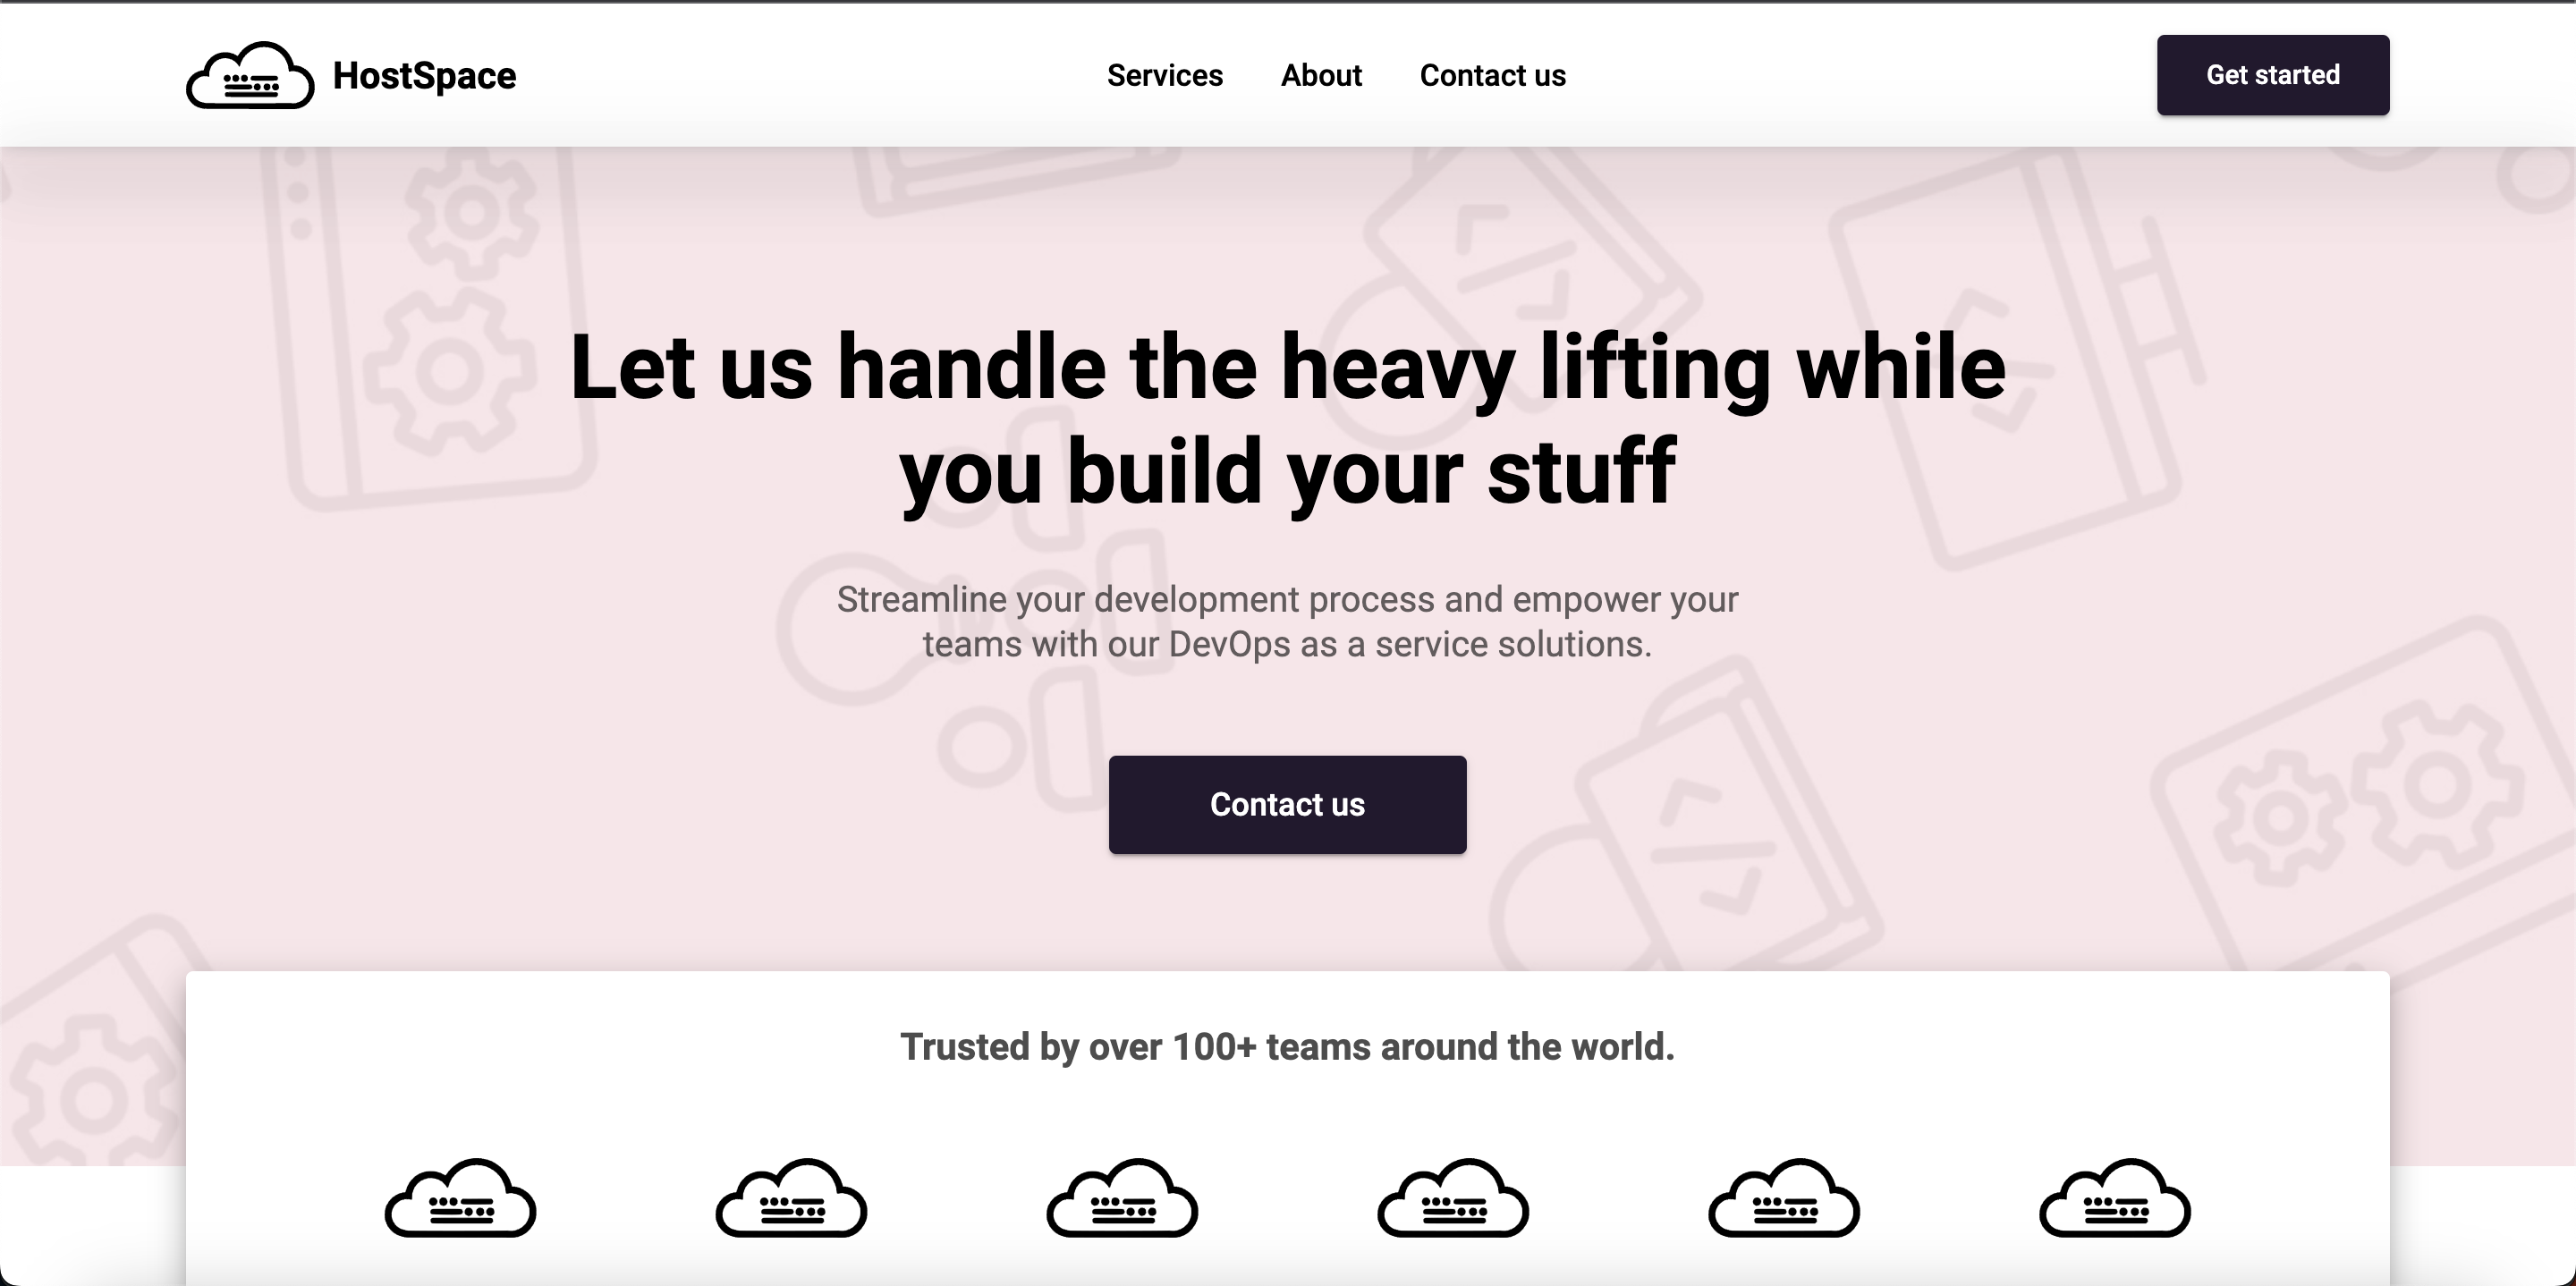 HostSpace
Services
About
Contact us
Get started
Let us handle the heavy lifting while
you build your stuff
Streamline your development process and empower your
teams with our DevOps as a service solutions.
Contact us
Trusted by over 100+ teams around the world.